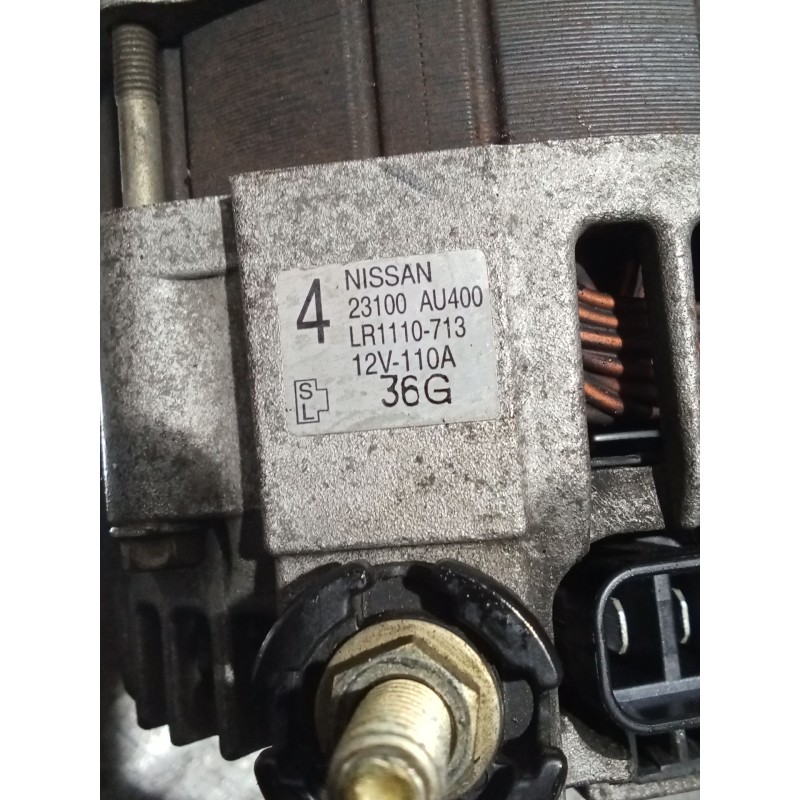 4
NISSAN
23100 AU400
LR1110-713
12V-110A
36G
S
L